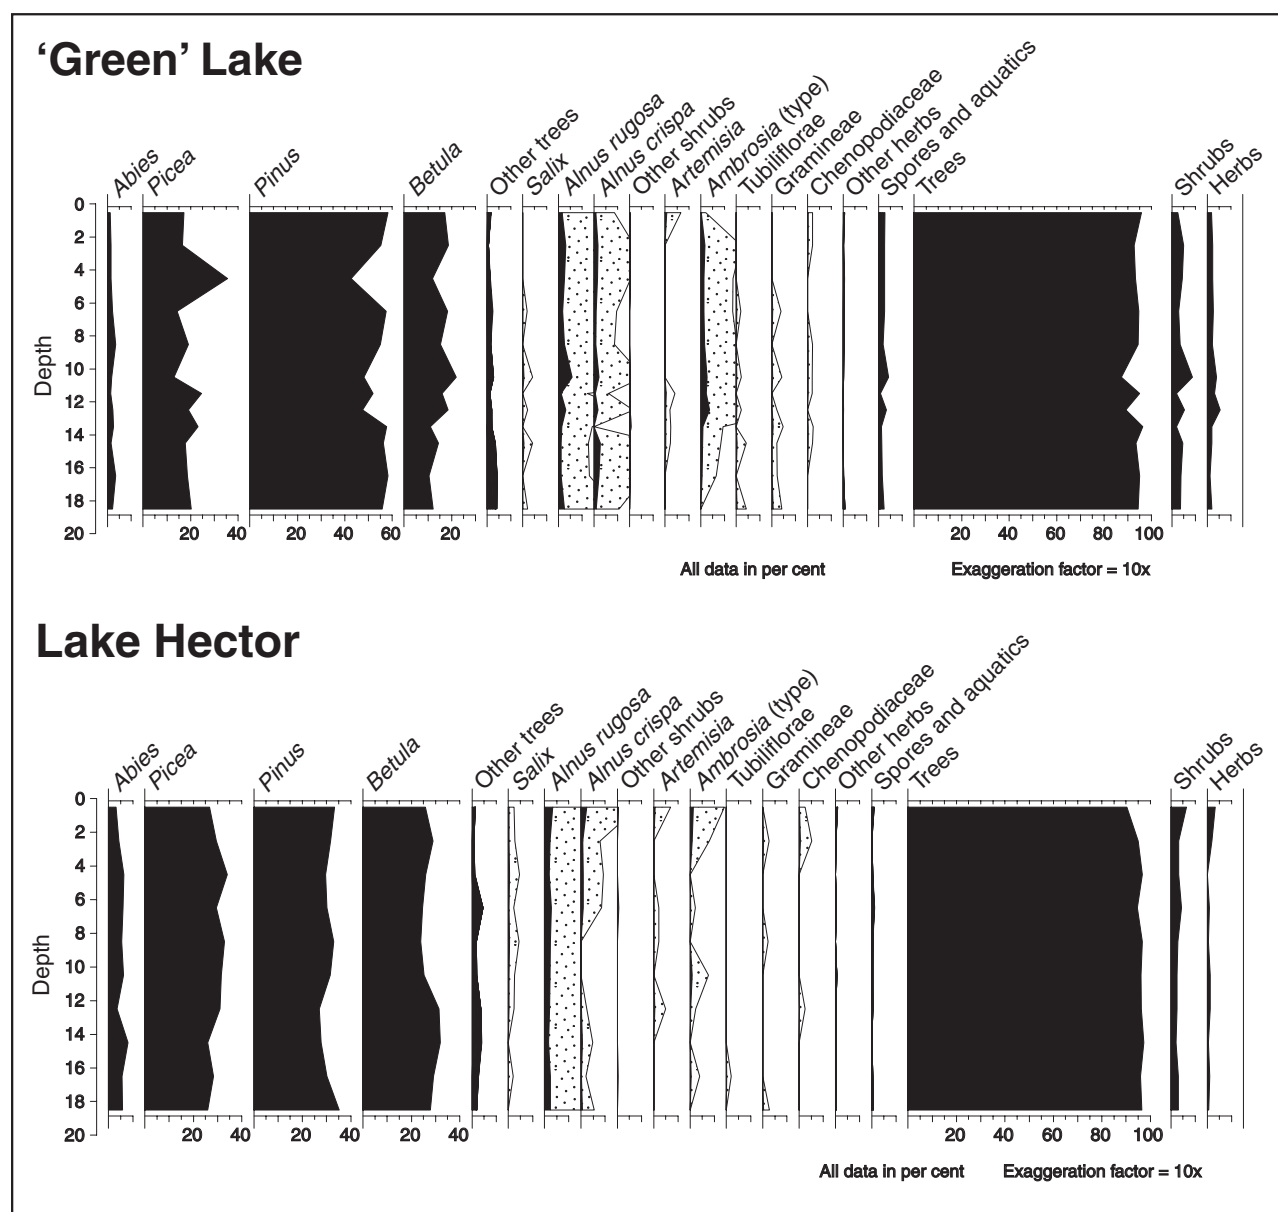 ‘Green’ Lake
Abies
Picea
Pinus
Betula
Other trees
Salix
Alnus rugosa
Alnus crispa
Other shrubs
Artemisia
Ambrosia (type)
Tubiliflorae
Gramineae
Chenopodiaceae
Other herbs
Spores and aquatics
Trees
Shrubs
Herbs
Depth
0
2
4
6
8
10
12
14
16
18
20
20 40 20 40 60 20 20 40 60 80 100
All data in per cent Exaggeration factor = 10x
Lake Hector
Abies
Picea
Pinus
Betula
Other trees
Salix
Alnus rugosa
Alnus crispa
Other shrubs
Artemisia
Ambrosia (type)
Tubiliflorae
Gramineae
Chenopodiaceae
Other herbs
Spores and aquatics
Trees
Shrubs
Herbs
Depth
0
2
4
6
8
10
12
14
16
18
20
20 40 20 40 20 40 20 40 60 80 100
All data in per cent Exaggeration factor = 10x